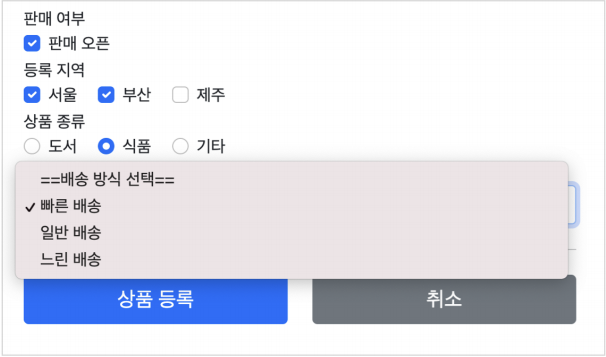 판매 여부
판매 오픈
등록 지역
서울 부산 제주
상품 종류
도서 식품 기타
==배송 방식 선택==
빠른 배송
일반 배송
느린 배송
상품 등록 취소